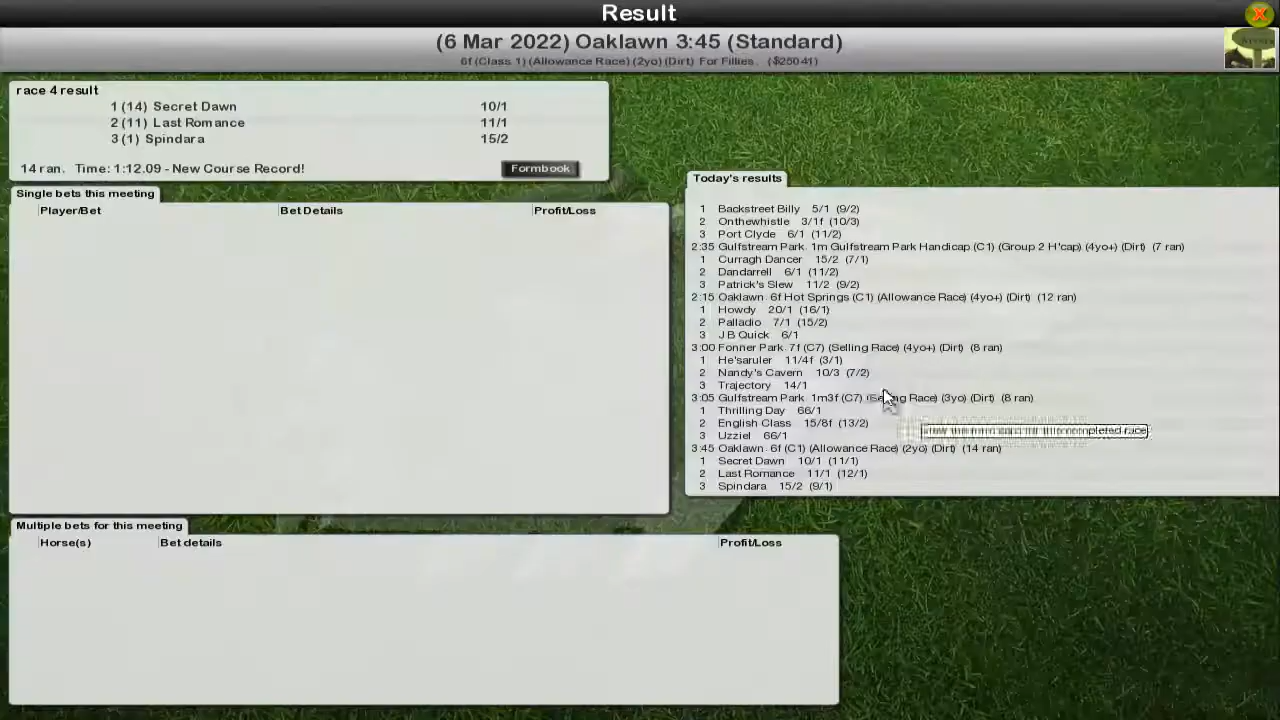 Result
(6 Mar 2022) Oaklawn 3:45 (Standard)
6f (Class 1) (Allowance Race) (2yo) (Dirt) For Fillies. ($25041)
race 4 result
1 (14) Secret Dawn 10/1
2 (11) Last Romance 11/1
3 (1) Spindara 15/2
14 ran. Time: 1:12.09 - New Course Record!
Formbook
Single bets this meeting
Player/Bet Bet Details Profit/Loss
Multiple bets for this meeting
Horse(s) Bet details Profit/Loss
Today's results
1 Backstreet Billy 5/1 (9/2)
2 Onthewhistle 3/1f (10/3)
3 Port Clyde 6/1 (11/2)
2:35 Gulfstream Park. 1m Gulfstream Park Handicap (C1) (Group 2 H'cap) (4yo+) (Dirt) (7 ran)
1 Curragh Dancer 15/2 (7/1)
2 Dandarrell 6/1 (11/2)
3 Patrick's Slew 11/2 (9/2)
2:15 Oaklawn. 6f Hot Springs (C1) (Allowance Race) (4yo+) (Dirt) (12 ran)
1 Howdy 20/1 (16/1)
2 Palladio 7/1 (15/2)
3 J B Quick 6/1
3:00 Fonner Park. 7f (C7) (Selling Race) (4yo+) (Dirt) (8 ran)
1 He'saruler 11/4f (3/1)
2 Nandy's Cavern 10/3 (7/2)
3 Trajectory 14/1
3:05 Gulfstream Park. 1m3f (C7) (Selling Race) (3yo) (Dirt) (8 ran)
1 Thrilling Day 66/1
2 English Class 15/8f (13/2)
completed race
3 Uzziel 66/1
3:45 Oaklawn. 6f (C1) (Allowance Race) (2yo) (Dirt) (14 ran)
1 Secret Dawn 10/1 (11/1)
2 Last Romance 11/1 (12/1)
3 Spindara 15/2 (9/1)